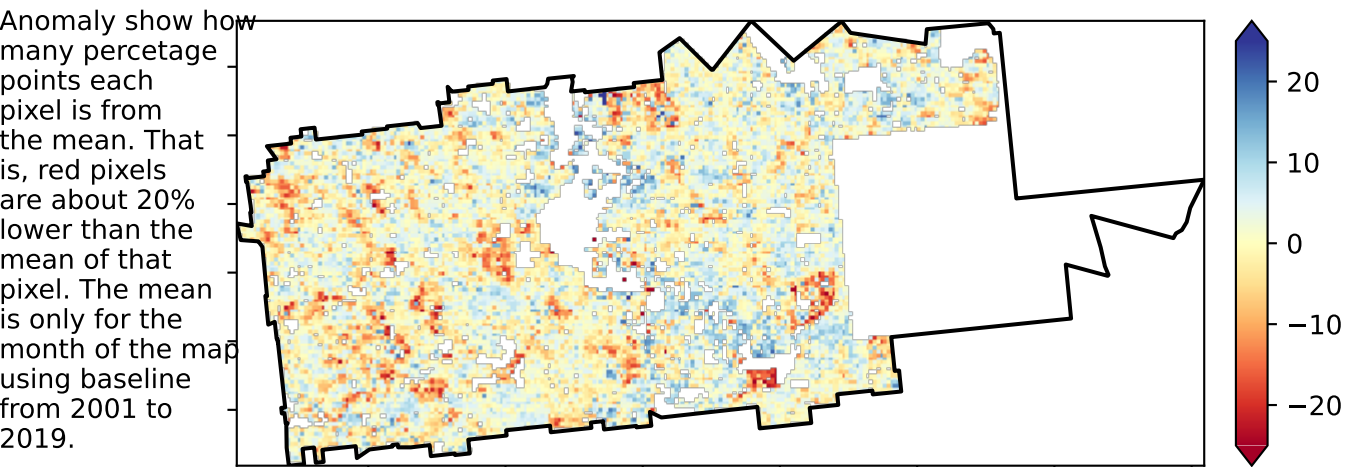 Anomaly show how
many percetage
points each
pixel is from
the mean. That
is, red pixels
are about 20%
lower than the
mean of that
pixel. The mean
is only for the
month of the map
using baseline
from 2001 to
2019.
20
10
0
−10
−20